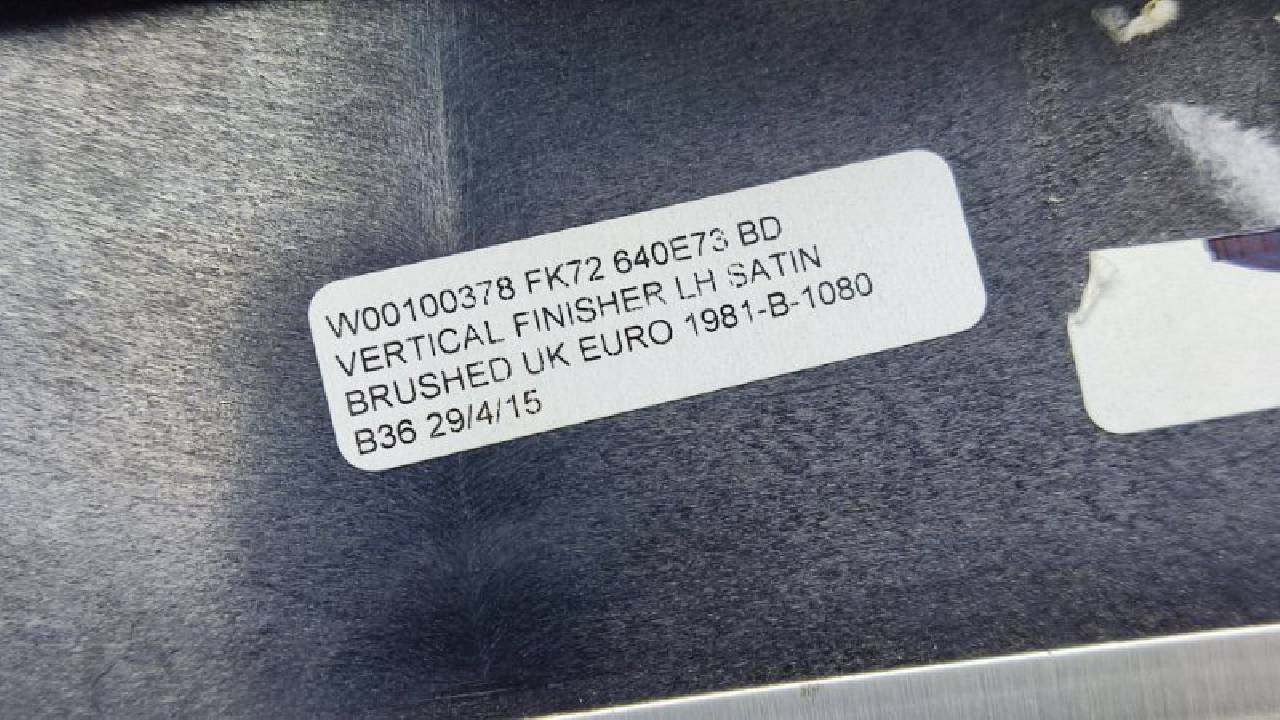 W00100378 FK72 640E73 BD
VERTICAL FINISHER LH SATIN
BRUSHED UK EURO 1981-B-1080
B36 29/4/15